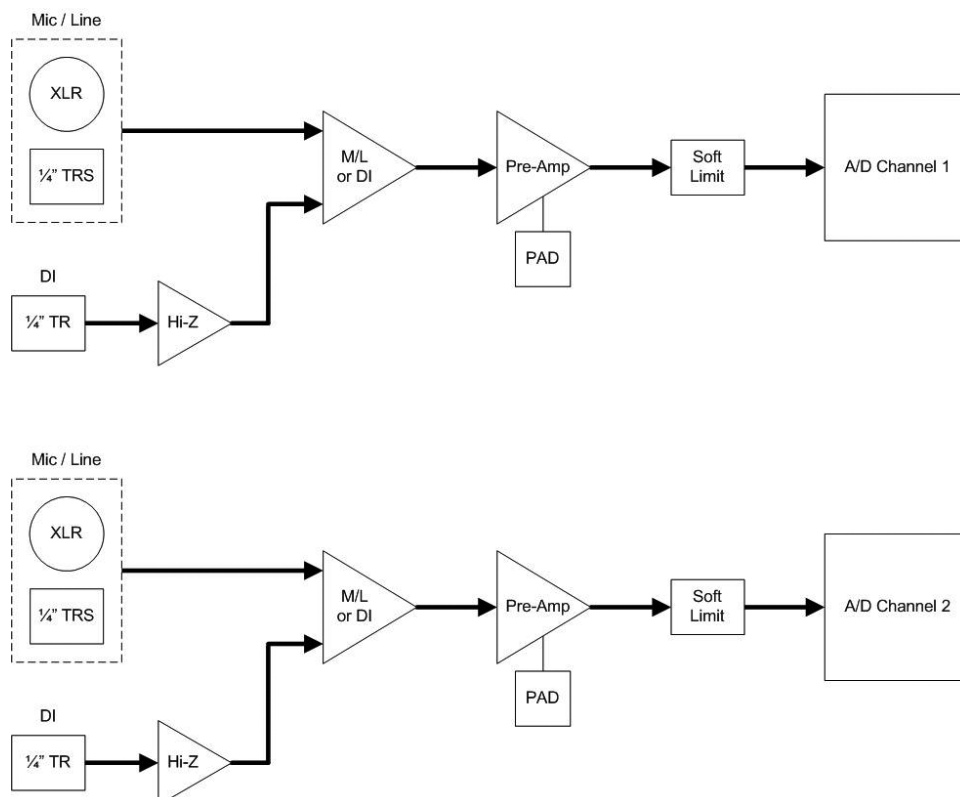 Mic / Line
XLR
¼” TRS
M/L
or DI
Pre-Amp
Soft
Limit
A/D Channel 1
PAD
DI
¼” TR
Hi-Z
Mic / Line
XLR
¼” TRS
M/L
or DI
Pre-Amp
Soft
Limit
A/D Channel 2
PAD
DI
¼” TR
Hi-Z